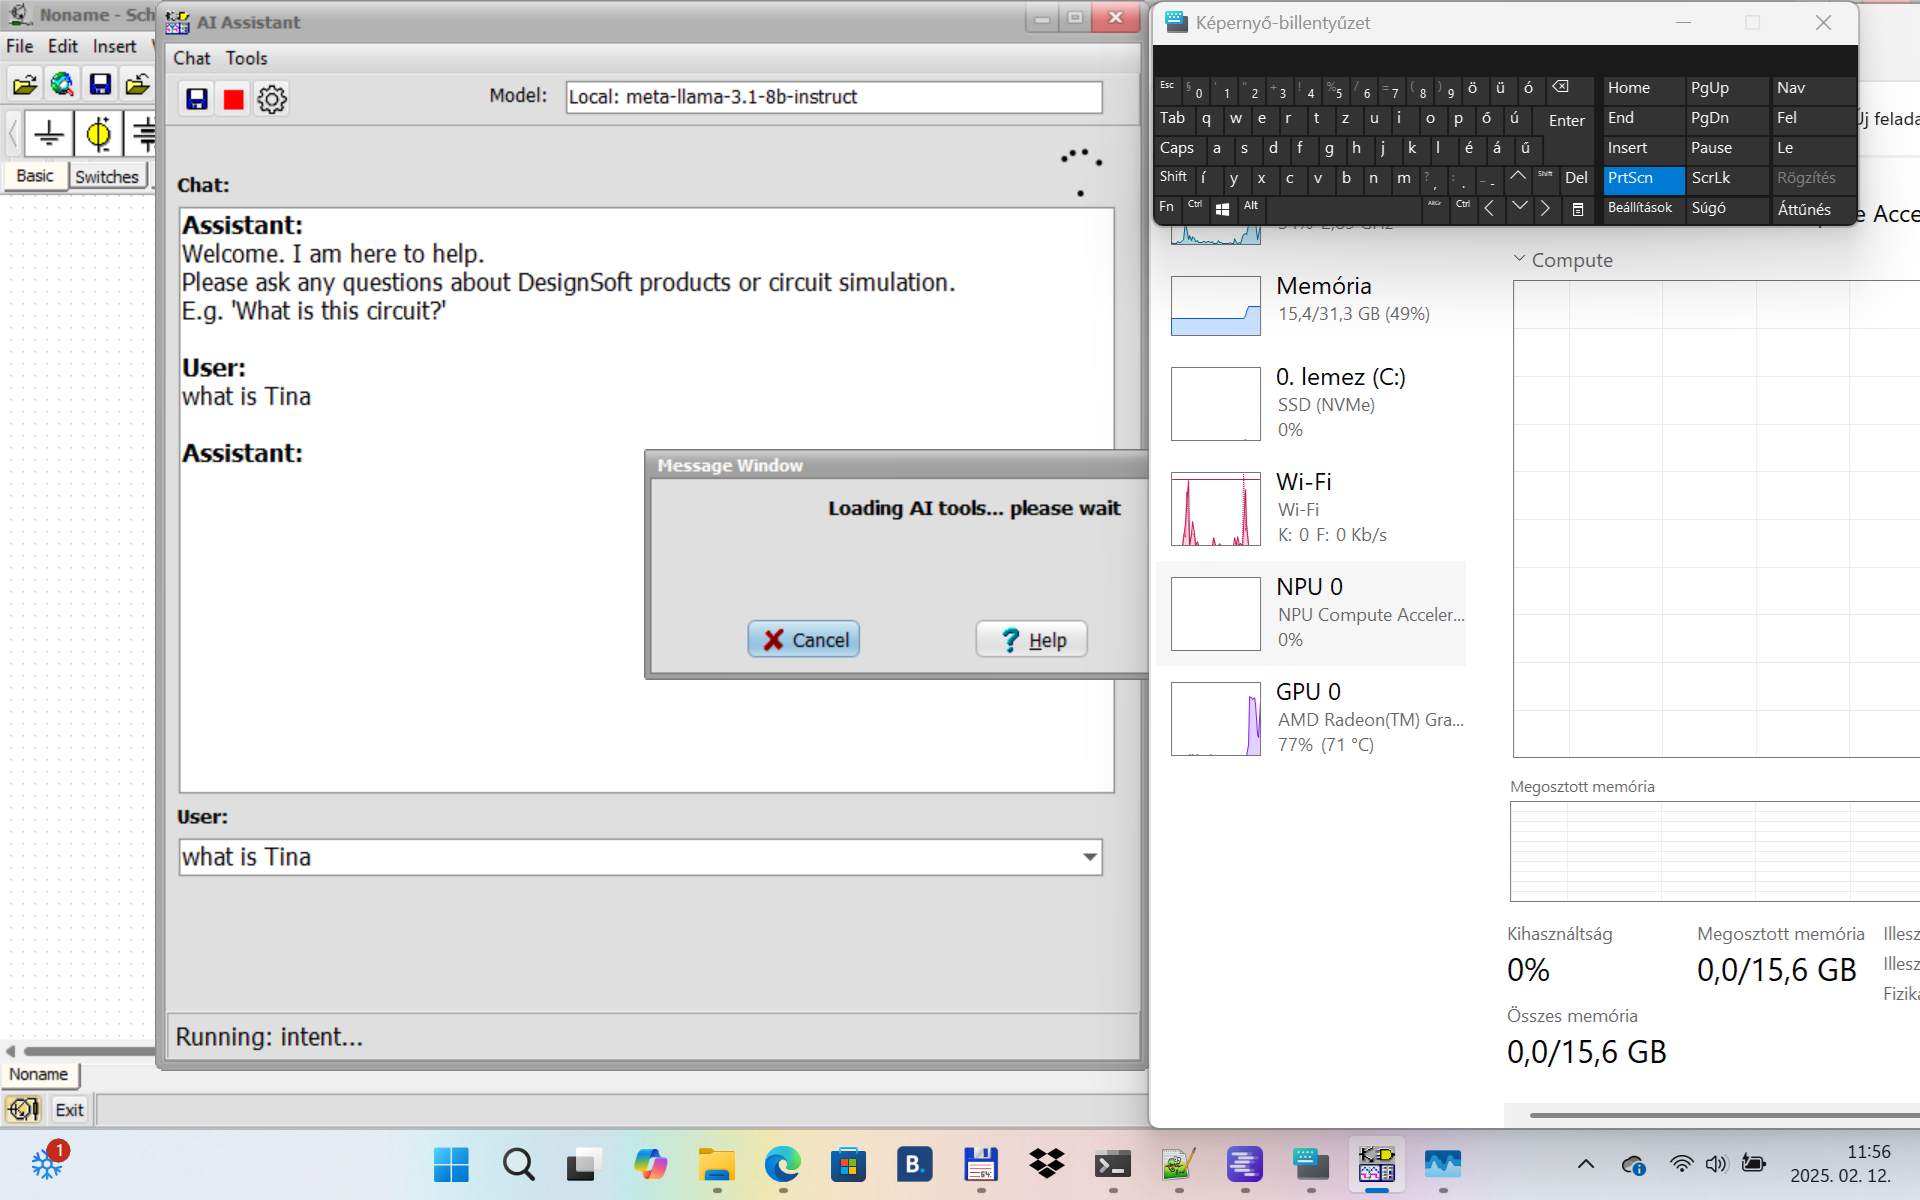 Noname - Sch
File Edit Insert
Basic
Switches
Noname
Exit
AI Assistant
Chat Tools
Model:
Local: meta-llama-3.1-8b-instruct
Chat:
Assistant:
Welcome. I am here to help.
Please ask any questions about DesignSoft products or circuit simulation.
E.g. 'What is this circuit?'
User:
what is Tina
Assistant:
Message Window
Loading AI tools... please wait
Cancel
Help
User:
what is Tina
Running: intent...
Képernyő-billentyűzet
Esc § 0 ' 1 " 2 + 3 ! 4 % 5 / 6 = 7 ( 8 ) 9 ö ü ó
Tab q w e r t z u i o p ő ú Enter
Caps a s d f g h j k l é á ű
Shift í y x c v b n m ? , : . _ - Shift Del
Fn Ctrl Alt AltGr Ctrl
Home PgUp Nav
End PgDn Fel
Insert Pause Le
PrtScn ScrLk Rögzítés
Beállítások Súgó Áttűnés
Új felada
e Acce
Memória
15,4/31,3 GB (49%)
0. lemez (C:)
SSD (NVMe)
0%
Wi-Fi
Wi-Fi
K: 0 F: 0 Kb/s
NPU 0
NPU Compute Acceler...
0%
GPU 0
AMD Radeon(TM) Gra...
77% (71 °C)
Compute
Megosztott memória
Kihasználtság
0%
Megosztott memória
0,0/15,6 GB
Illesz
Illesz
Fizika
Összes memória
0,0/15,6 GB
1
B.
64
11:56
2025. 02. 12.